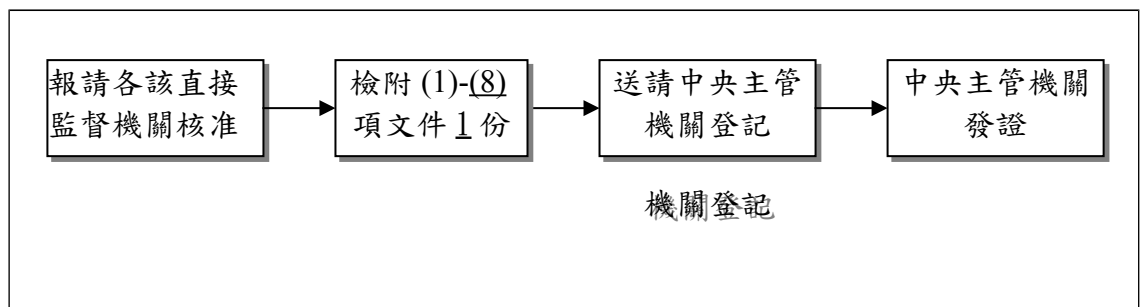 報請各該直接
監督機關核准
檢附 (1)-(8)
項文件 1 份
送請中央主管
機關登記
中央主管機關
發證
機關登記